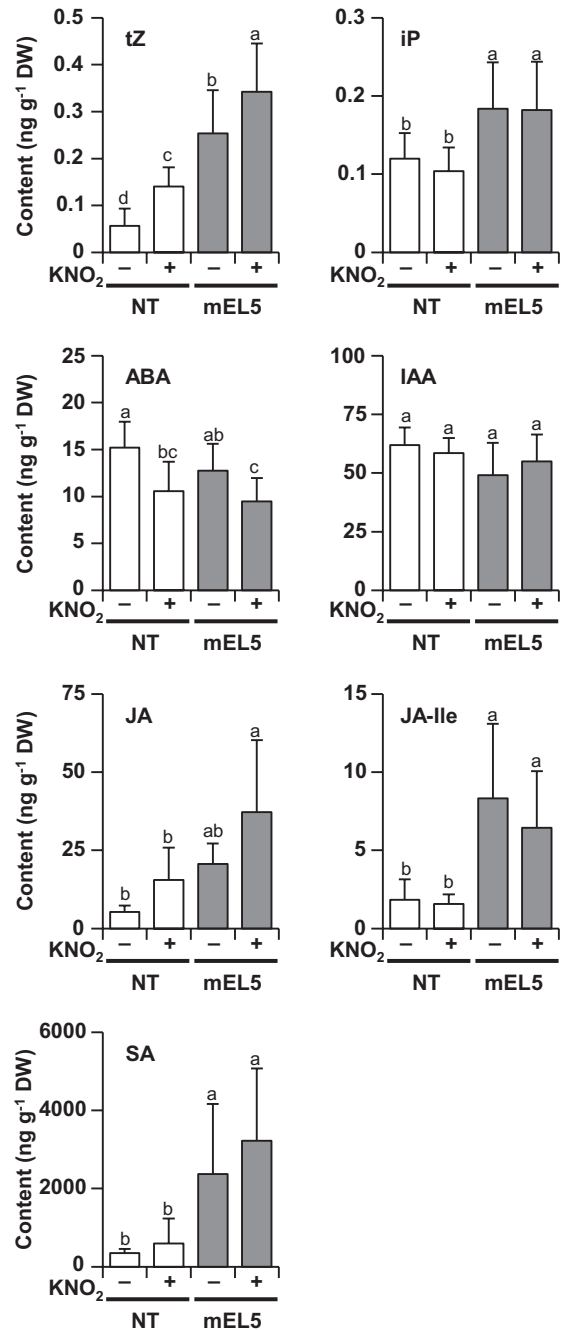 tZ
Content (ng g⁻¹ DW)
0.5
0.4
0.3
0.2
0.1
0
d
c
b
a
KNO₂
– + – +
NT mEL5
iP
0.3
0.2
0.1
0
b
b
a
a
– + – +
NT mEL5
ABA
Content (ng g⁻¹ DW)
25
20
15
10
5
0
a
bc
ab
c
KNO₂
– + – +
NT mEL5
IAA
100
75
50
25
0
a
a
a
a
KNO₂
– + – +
NT mEL5
JA
Content (ng g⁻¹ DW)
75
50
25
0
b
b
ab
a
KNO₂
– + – +
NT mEL5
JA-Ile
15
10
5
0
b
b
a
a
KNO₂
– + – +
NT mEL5
SA
Content (ng g⁻¹ DW)
6000
4000
2000
0
b
b
a
a
KNO₂
– + – +
NT mEL5